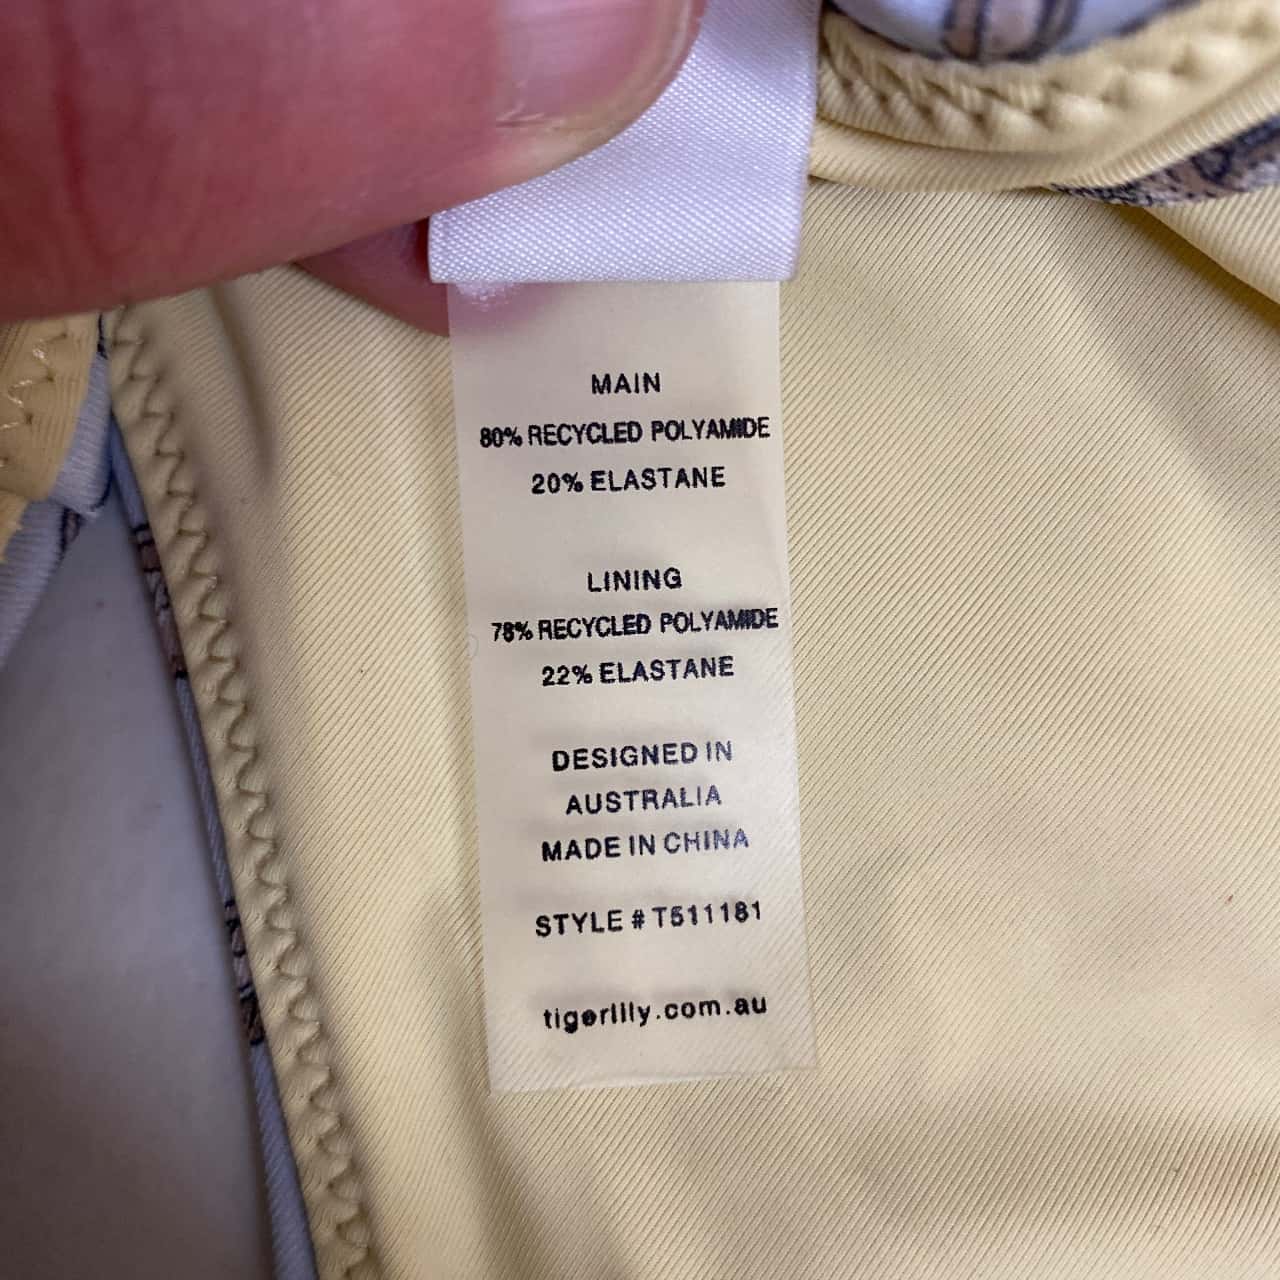 MAIN
80% RECYCLED POLYAMIDE
20% ELASTANE
LINING
78% RECYCLED POLYAMIDE
22% ELASTANE
DESIGNED IN
AUSTRALIA
MADE IN CHINA
STYLE # T511181
tigerlily.com.au